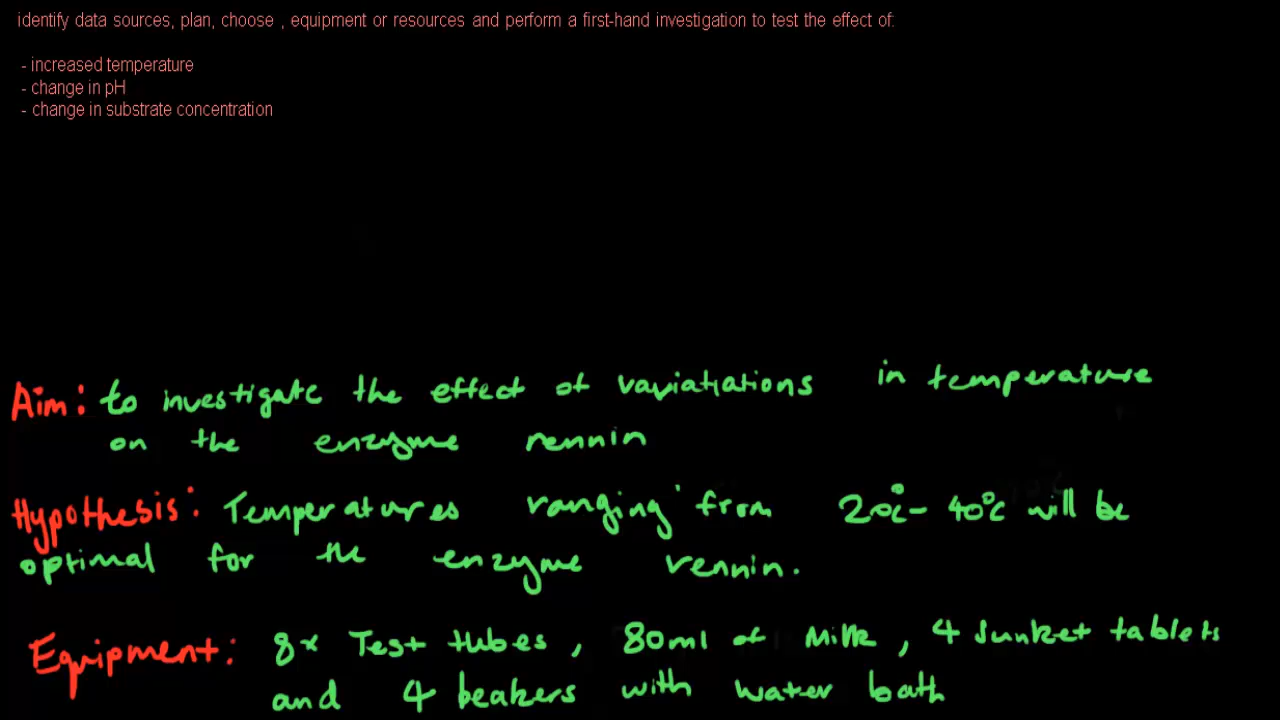 identify data sources, plan, choose , equipment or resources and perform a first-hand investigation to test the effect of:
- increased temperature
- change in pH
- change in substrate concentration
Aim: to investigate the effect of variatiations in temperature
on the enzyme rennin
Hypothesis: Temperatures ranging from 20°c- 40°c will be
optimal for the enzyme rennin.
Equipment: 8x Test tubes, 80ml of Milk, 4 Junket tablets
and 4 beakers with water bath